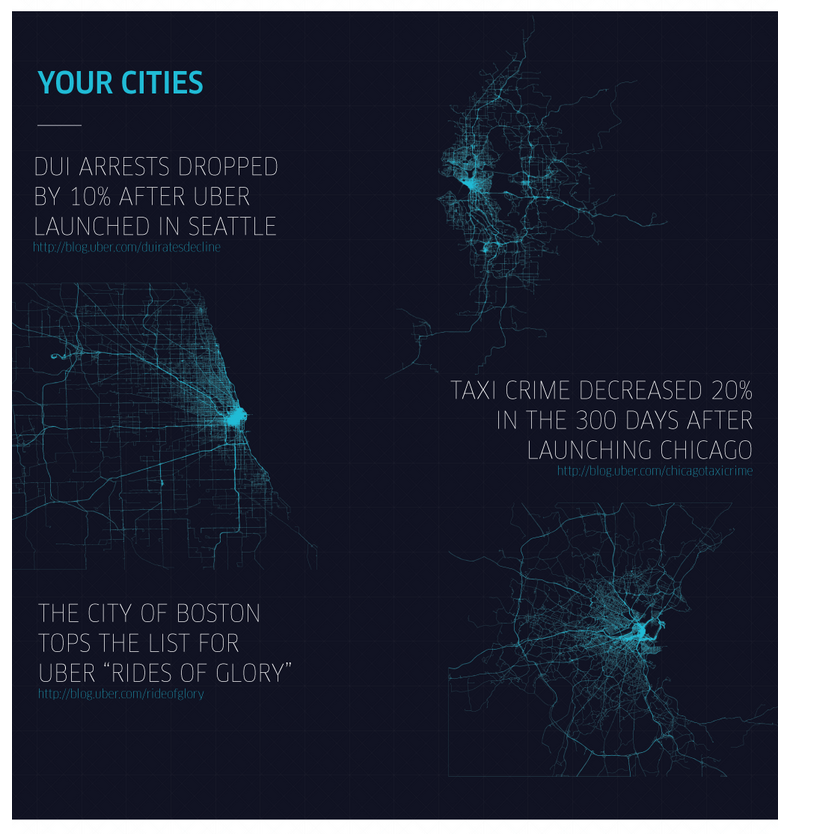 YOUR CITIES
DUI ARRESTS DROPPED
BY 10% AFTER UBER
LAUNCHED IN SEATTLE
http://blog.uber.com/duiratesdecline
TAXI CRIME DECREASED 20%
IN THE 300 DAYS AFTER
LAUNCHING CHICAGO
http://blog.uber.com/chicagotaxicrime
THE CITY OF BOSTON
TOPS THE LIST FOR
UBER “RIDES OF GLORY”
http://blog.uber.com/rideofglory